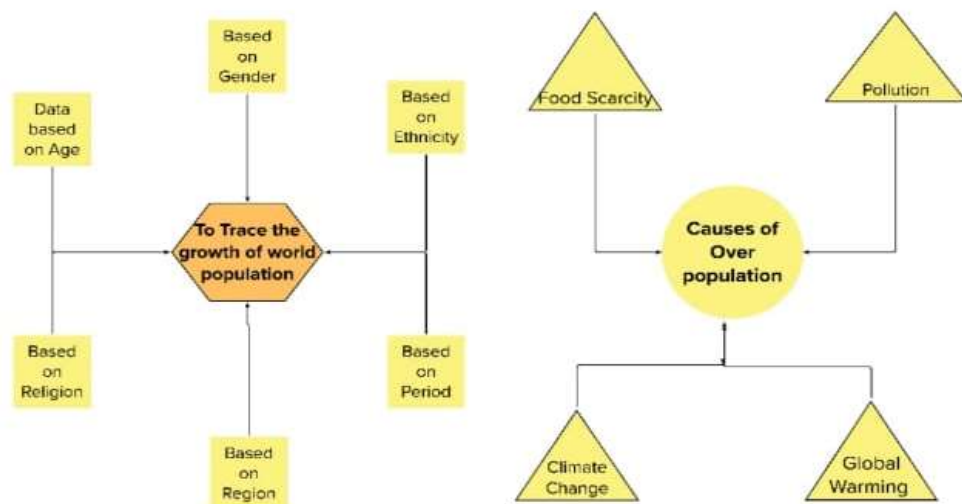 Based
on
Gender
Data
based
on Age
Based
on
Ethnicity
To Trace the
growth of world
population
Based
on
Religion
Based
on
Region
Based
on
Period
Food Scarcity
Pollution
Causes of
Over
population
Climate
Change
Global
Warming